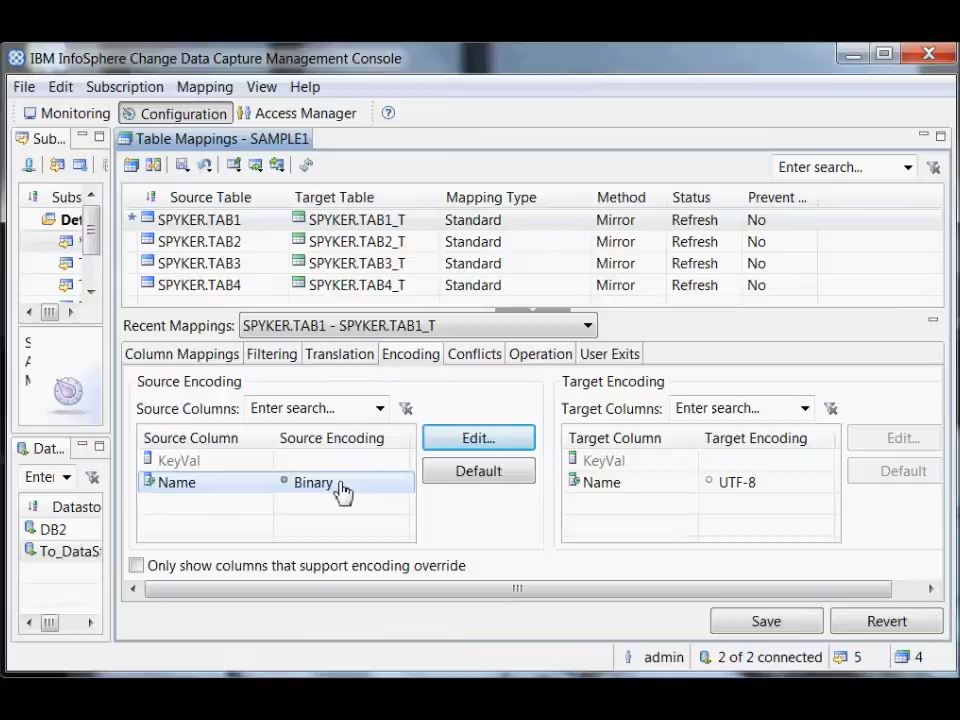 IBM InfoSphere Change Data Capture Management Console
File Edit Subscription Mapping View Help
Monitoring Configuration Access Manager
Sub... Table Mappings - SAMPLE1
Enter search...
Subs Source Table Target Table Mapping Type Method Status Prevent ...
Det SPYKER.TAB1 SPYKER.TAB1_T Standard Mirror Refresh No
SPYKER.TAB2 SPYKER.TAB2_T Standard Mirror Refresh No
SPYKER.TAB3 SPYKER.TAB3_T Standard Mirror Refresh No
SPYKER.TAB4 SPYKER.TAB4_T Standard Mirror Refresh No
Recent Mappings: SPYKER.TAB1 - SPYKER.TAB1_T
Column Mappings Filtering Translation Encoding Conflicts Operation User Exits
Source Encoding Target Encoding
Source Columns: Enter search... Target Columns: Enter search...
Source Column Source Encoding Edit... Target Column Target Encoding Edit...
KeyVal KeyVal
Name Binary Default Name UTF-8 Default
Dat...
Enter
Datasto
DB2
To_DataS
Only show columns that support encoding override
Save Revert
admin 2 of 2 connected 5 4